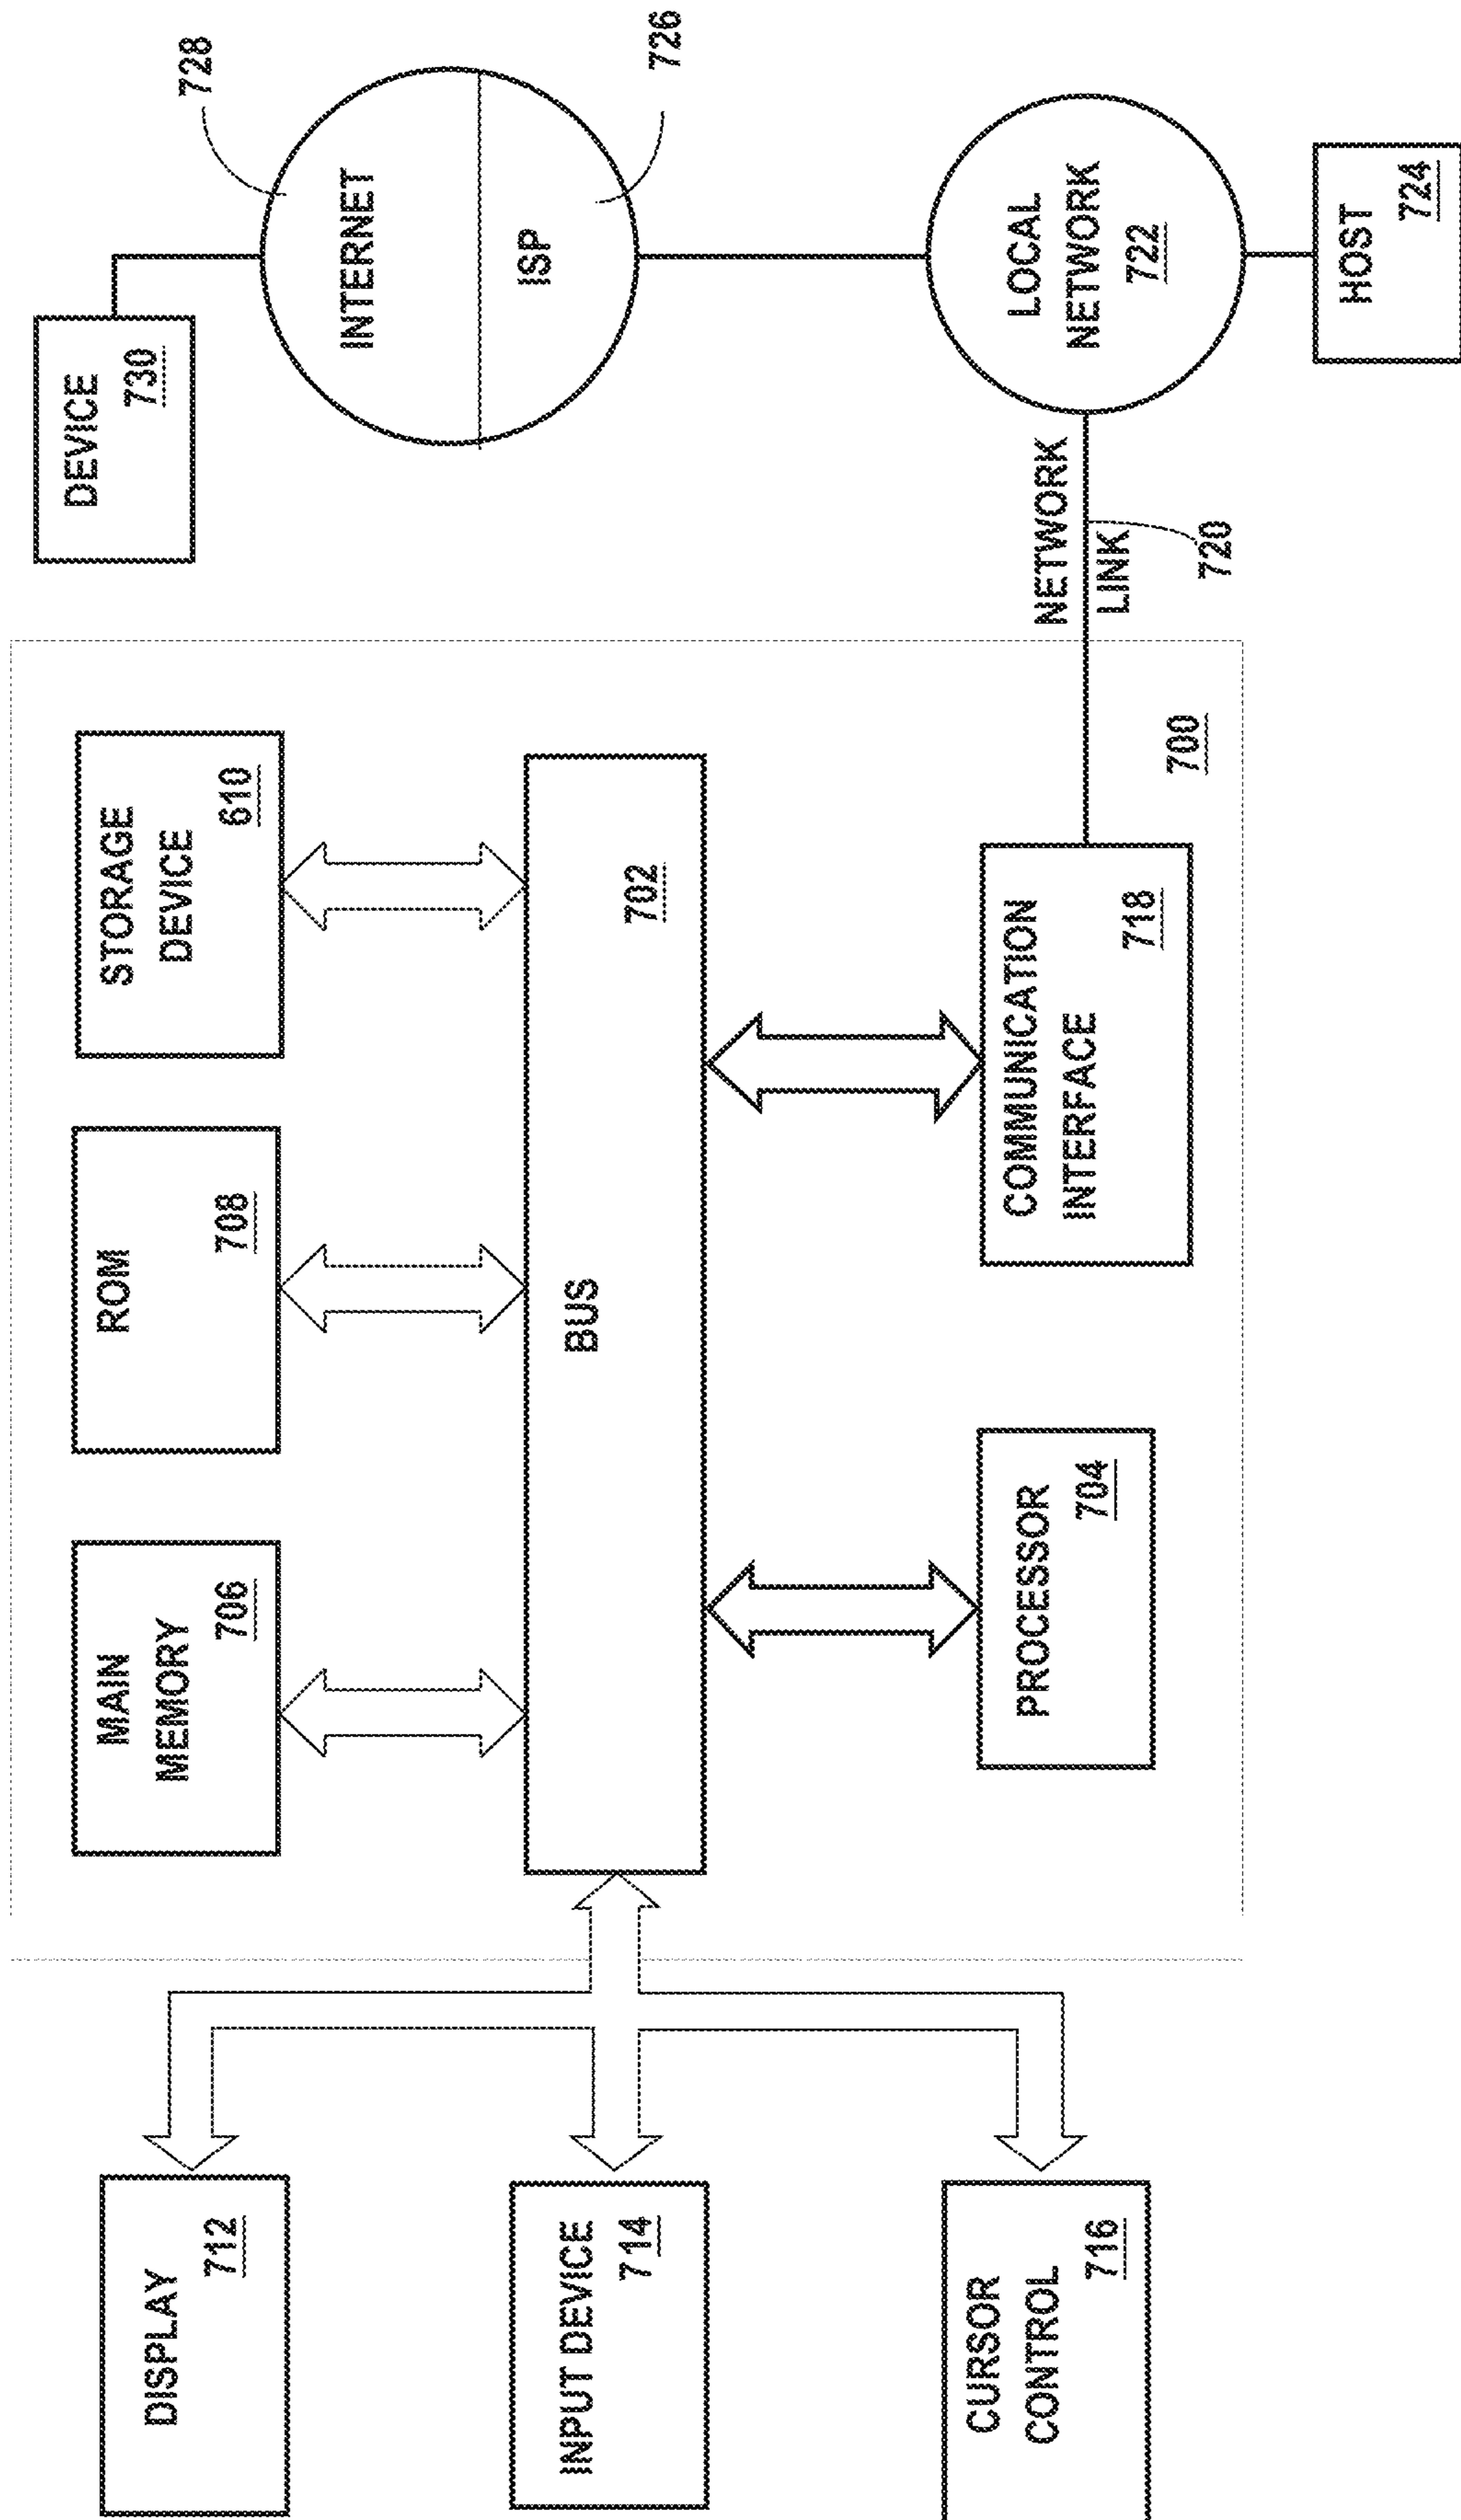 DISPLAY
712
INPUT DEVICE
714
CURSOR
CONTROL
716
MAIN
MEMORY
706
ROM
708
STORAGE
DEVICE
610
BUS
702
PROCESSOR
704
COMMUNICATION
INTERFACE
718
700
DEVICE
730
INTERNET
728
ISP
726
NETWORK
LINK
720
LOCAL
NETWORK
722
HOST
724